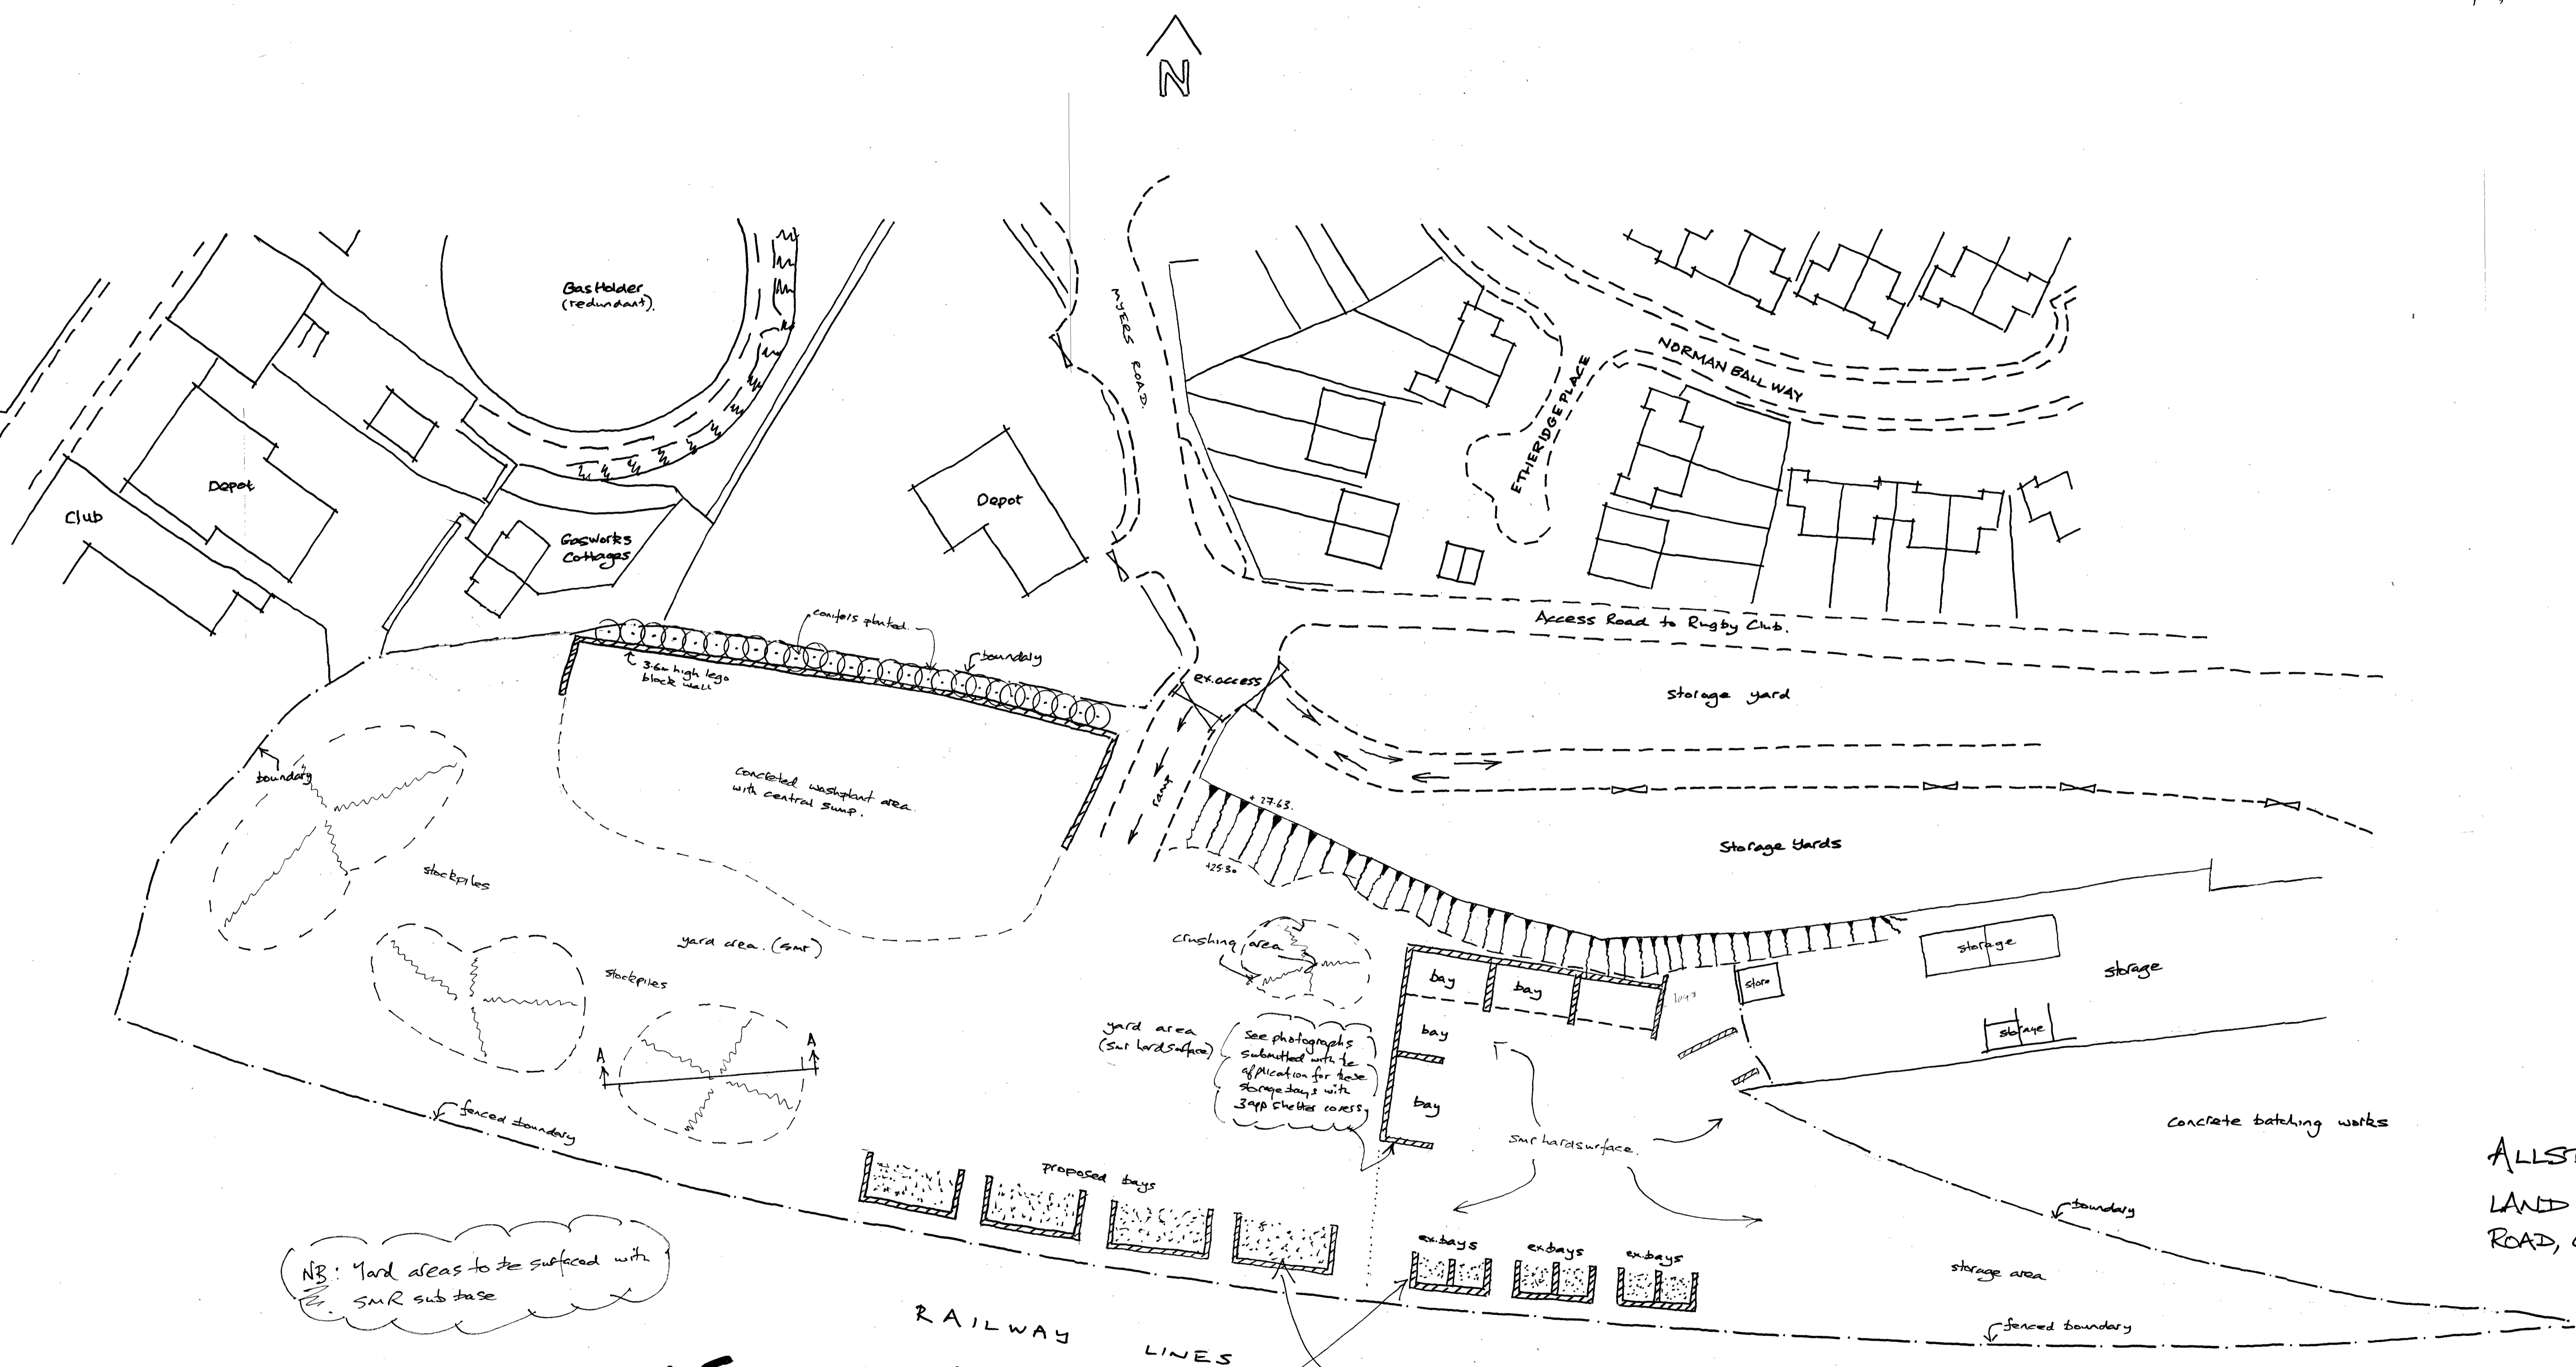 N
Gas Holder
(redundant).
MYERS ROAD.
NORMAN BALL WAY
ETHERIDGE PLACE
Depot
Club
Depot
Gasworks
Cottages
conifers planted.
Access Road to Rugby Club.
boundary
3.6m high lego
block wall
ex.access
Storage yard
boundary
concreted washplant area
with central sump.
ramp
+ 27.63.
+25.30
Storage Yards
stockpiles
yard area. (smr)
crushing area
bay
bay
storage
storage
store
stockpiles
yard area
(smr hardsurface)
see photographs
submitted with the
application for these
storage bays with
3app shelter covers
bay
storage
A
A
bay
fenced boundary
smr hardsurface.
concrete batching works
ALLST
LAND
ROAD,
proposed bays
boundary
ex.bays
ex.bays
ex.bays
NB: Yard areas to be surfaced with
SMR sub base
storage area
RAILWAY LINES
fenced boundary